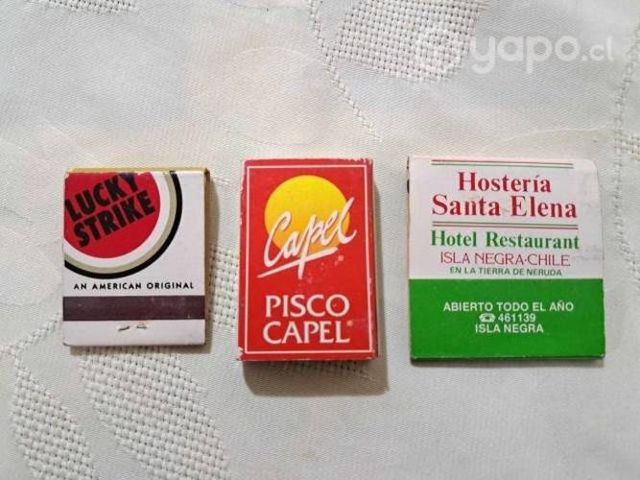 yapo.cl
LUCKY
STRIKE
AN AMERICAN ORIGINAL
Capel
PISCO
CAPEL
Hostería
Santa Elena
Hotel Restaurant
ISLA NEGRA-CHILE
EN LA TIERRA DE NERUDA
ABIERTO TODO EL AÑO
☎ 461139
ISLA NEGRA